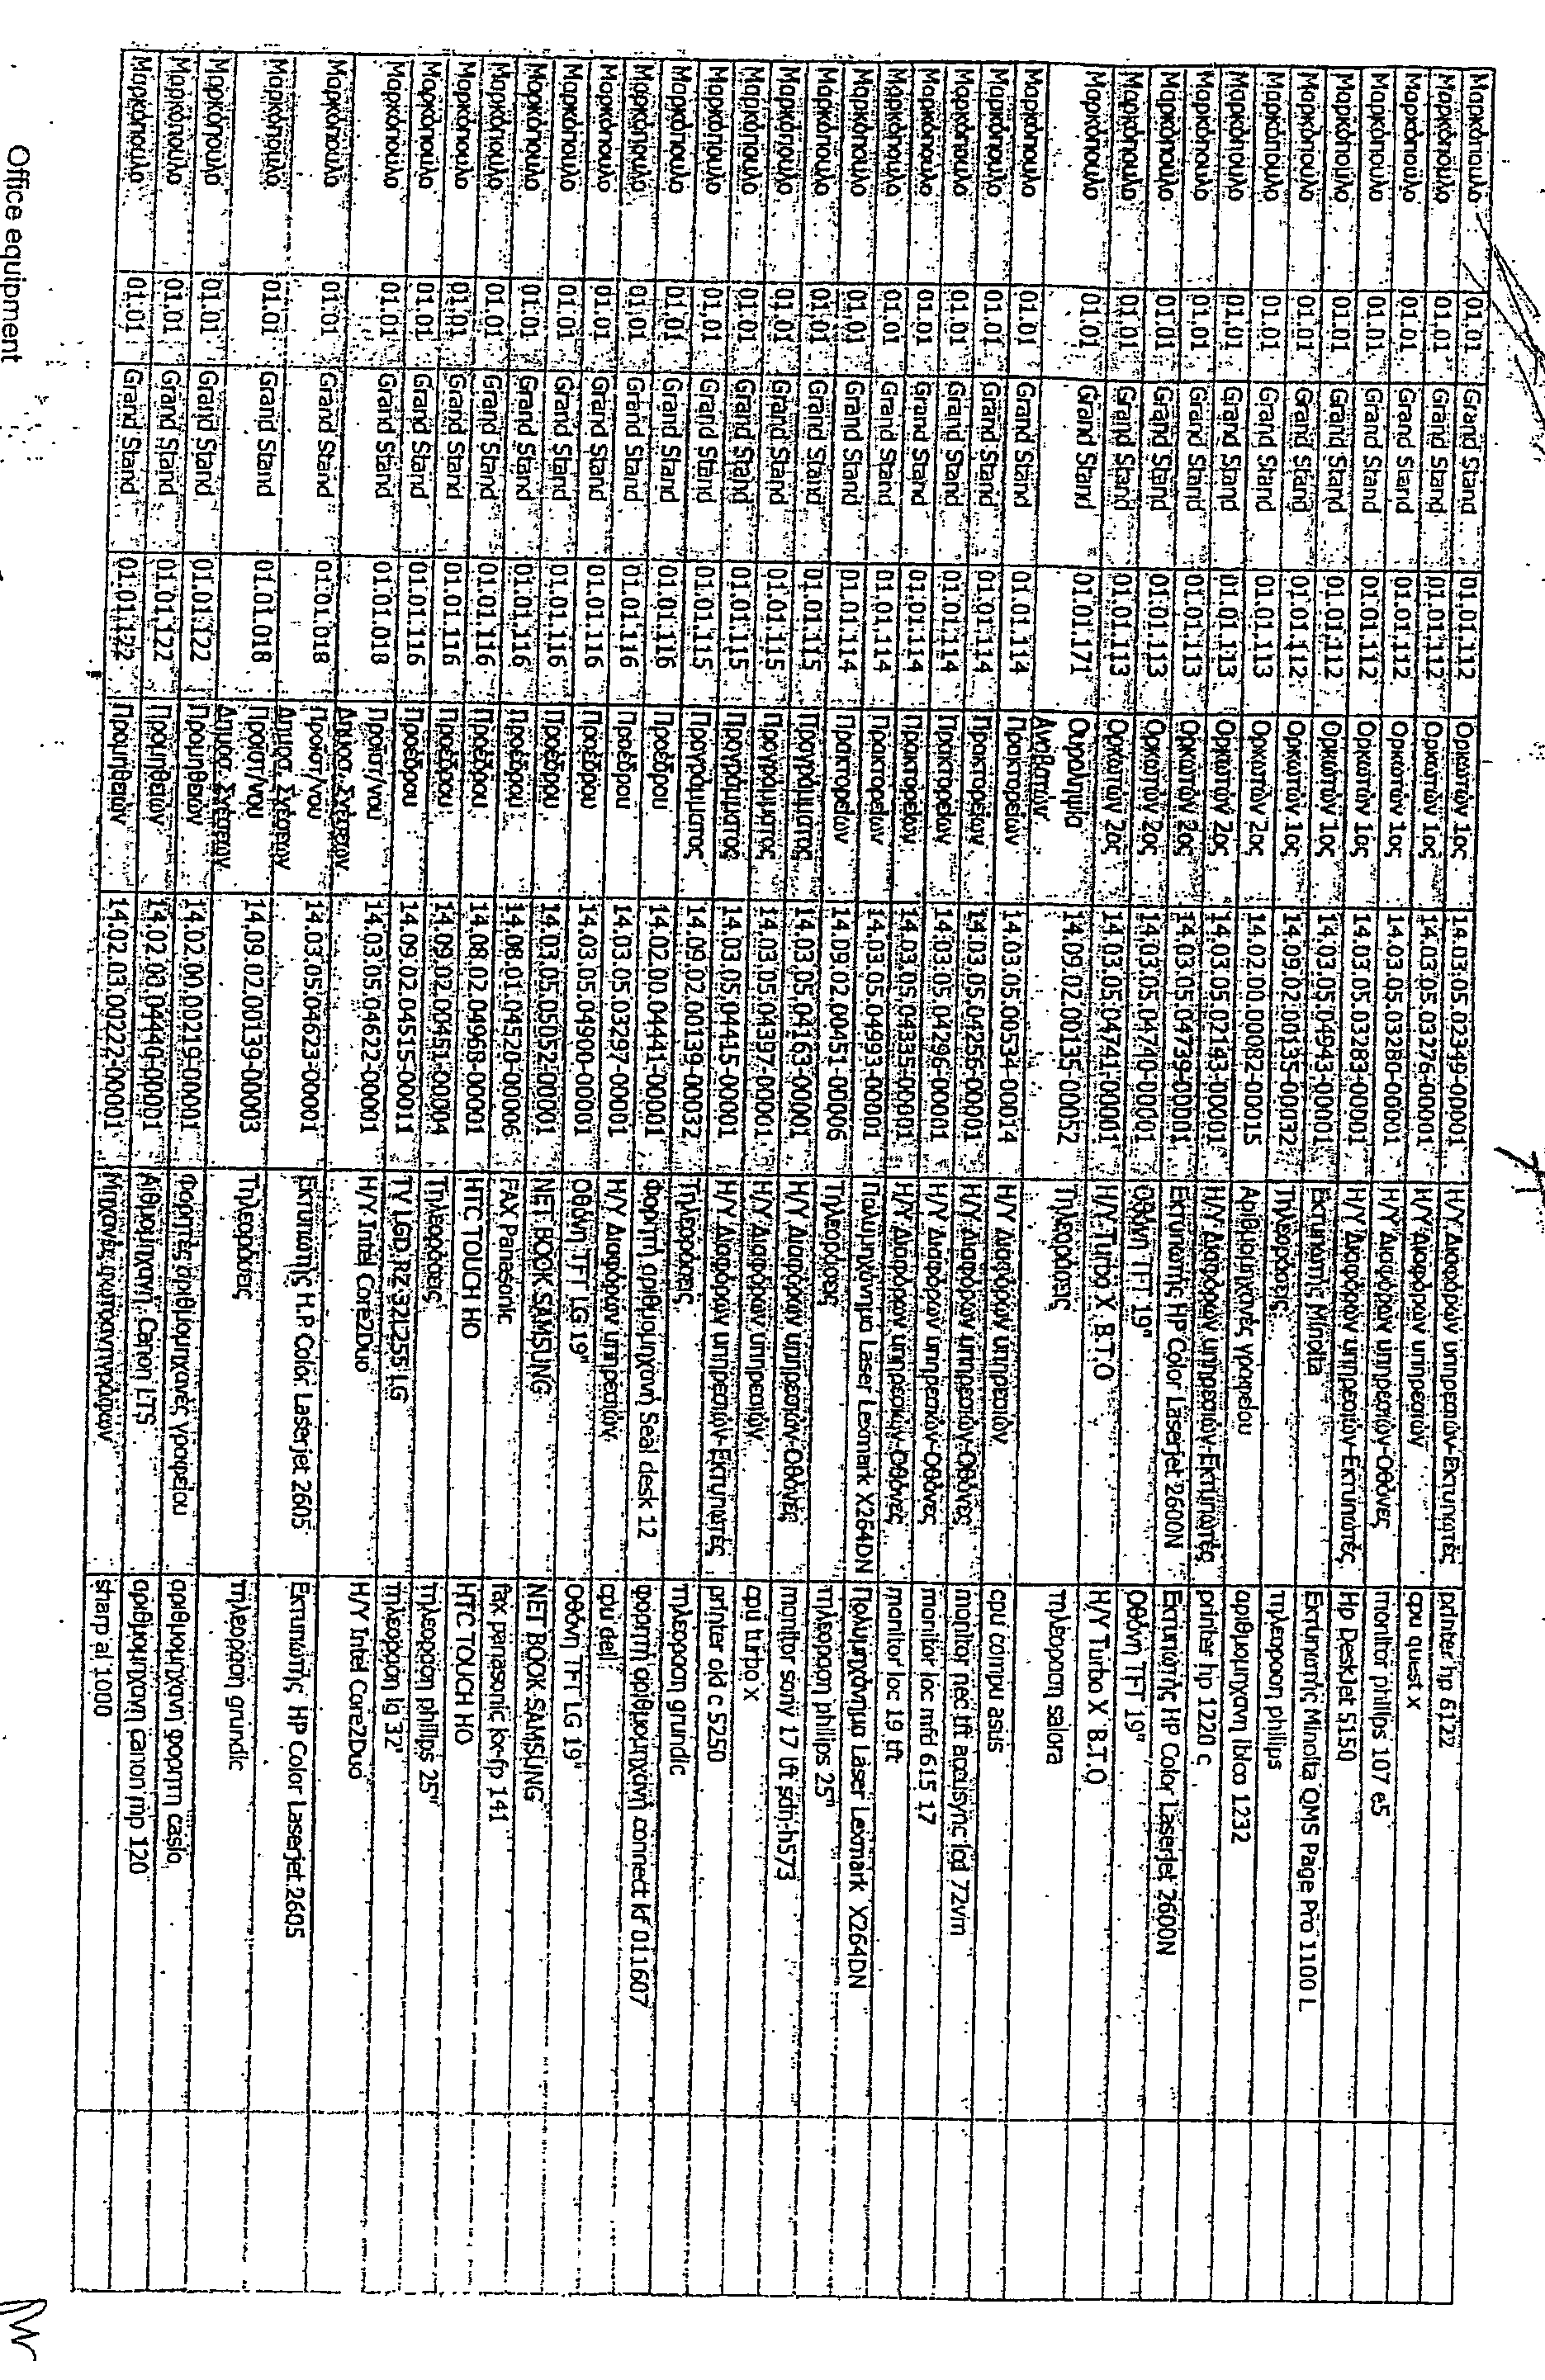 Μαρκόπουλο 01.01 Grand Stand 01.01.112 Ορκωτών 1ος 14.03.05.02349-00001 Η/Υ Διαφόρων υπηρεσιών-Εκτυπωτές printer hp 6122
Μαρκόπουλο 01.01 Grand Stand 01.01.112 Ορκωτών 1ος 14.03.05.03276-00001 Η/Υ Διαφόρων υπηρεσιών cpu quest x
Μαρκόπουλο 01.01 Grand Stand 01.01.112 Ορκωτών 1ος 14.03.05.03280-00001 Η/Υ Διαφόρων υπηρεσιών-Οθόνες monitor philips 107 e5
Μαρκόπουλο 01.01 Grand Stand 01.01.112 Ορκωτών 1ος 14.03.05.03283-00001 Η/Υ Διαφόρων υπηρεσιών-Εκτυπωτές Hp DeskJet 5150
Μαρκόπουλο 01.01 Grand Stand 01.01.112 Ορκωτών 1ος 14.03.05.04943-00001 Εκτυπωτής Minolta Εκτυπωτής Minolta QMS Page Pro 1100 L
Μαρκόπουλο 01.01 Grand Stand 01.01.112 Ορκωτών 1ος 14.09.02.00135-00032 Τηλεοράσεις τηλεοραση philips
Μαρκόπουλο 01.01 Grand Stand 01.01.113 Ορκωτών 2ος 14.02.00.00082-00015 Αριθμομηχανές γραφείου αριθμομηχανη ibico 1232
Μαρκόπουλο 01.01 Grand Stand 01.01.113 Ορκωτών 2ος 14.03.05.02143-00001 Η/Υ Διαφόρων υπηρεσιών-Εκτυπωτές printer hp 1220 c
Μαρκόπουλο 01.01 Grand Stand 01.01.113 Ορκωτών 2ος 14.03.05.04739-00001 Εκτυπωτής HP Color Laserjet 2600N Εκτυπωτής HP Color Laserjet 2600N
Μαρκόπουλο 01.01 Grand Stand 01.01.113 Ορκωτών 2ος 14.03.05.04740-00001 Οθόνη TFT 19" Οθόνη TFT 19"
Μαρκόπουλο 01.01 Grand Stand 01.01.113 Ορκωτών 2ος 14.03.05.04741-00001 Η/Υ Turbo X B.T.O Η/Υ Turbo X B.T.O
Μαρκόπουλο 01.01 Grand Stand 01.01.171 Ουρολημα 14.09.02.00135-00052 Τηλεοράσεις τηλεοραση salora
Αναβατών
Μαρκόπουλο 01.01 Grand Stand 01.01.114 Πρακτορείων 14.03.05.00534-00014 Η/Υ Διαφόρων υπηρεσιών cpu compu asis
Μαρκόπουλο 01.01 Grand Stand 01.01.114 Πρακτορείων 14.03.05.04255-00001 Η/Υ Διαφόρων υπηρεσιών-Οθόνες monitor nec tft accusync lcd 72vm
Μαρκόπουλο 01.01 Grand Stand 01.01.114 Πρακτορείων 14.03.05.04296-00001 Η/Υ Διαφόρων υπηρεσιών-Οθόνες monitor loc mfd 615 17
Μαρκόπουλο 01.01 Grand Stand 01.01.114 Πρακτορείων 14.03.05.04335-00001 Η/Υ Διαφόρων υπηρεσιών-Οθόνες monitor loc 19 tft
Μαρκόπουλο 01.01 Grand Stand 01.01.114 Πρακτορείων 14.03.05.04993-00001 Πολυμηχάνημα Laser Lexmark X264DN Πολυμηχάνημα Laser Lexmark X264DN
Μαρκόπουλο 01.01 Grand Stand 01.01.114 Πρακτορείων 14.09.02.00451-00006 Τηλεοράσεις τηλεοραση philips 25"
Μαρκόπουλο 01.01 Grand Stand 01.01.115 Προγράμματος 14.03.05.04163-00001 Η/Υ Διαφόρων υπηρεσιών-Οθόνες monitor sony 17 tft sdn-h573
Μαρκόπουλο 01.01 Grand Stand 01.01.115 Προγράμματος 14.03.05.04397-00001 Η/Υ Διαφόρων υπηρεσιών cpu turbo x
Μαρκόπουλο 01.01 Grand Stand 01.01.115 Προγράμματος 14.03.05.04415-00001 Η/Υ Διαφόρων υπηρεσιών-Εκτυπωτές printer oki c 5250
Μαρκόπουλο 01.01 Grand Stand 01.01.115 Προγράμματος 14.09.02.00139-00032 Τηλεοράσεις τηλεοραση grundic
Μαρκόπουλο 01.01 Grand Stand 01.01.116 Προέδρου 14.02.00.04441-00001 Φορητή αριθμομηχανή Seal desk 12 φορητή αριθμομηχανή connect kf 011607
Μαρκόπουλο 01.01 Grand Stand 01.01.116 Προέδρου 14.03.05.03297-00001 Η/Υ Διαφόρων υπηρεσιών cpu dell
Μαρκόπουλο 01.01 Grand Stand 01.01.116 Προέδρου 14.03.05.04900-00001 Οθόνη TFT LG 19" Οθόνη TFT LG 19"
Μαρκόπουλο 01.01 Grand Stand 01.01.116 Προέδρου 14.03.05.05052-00001 NET BOOK SAMSUNG NET BOOK SAMSUNG
Μαρκόπουλο 01.01 Grand Stand 01.01.116 Προέδρου 14.08.01.04520-00006 FAX Panasonic fax panasonic kx-fp 141
Μαρκόπουλο 01.01 Grand Stand 01.01.116 Προέδρου 14.08.02.04968-00001 HTC TOUCH HO HTC TOUCH HO
Μαρκόπουλο 01.01 Grand Stand 01.01.116 Προέδρου 14.09.02.00451-00004 Τηλεοράσεις τηλεοραση philips 25"
Μαρκόπουλο 01.01 Grand Stand 01.01.116 Προέδρου 14.09.02.04515-00011 TV LGD RZ-32LZ55 LG τηλεοραση lg 32'
Μαρκόπουλο 01.01 Grand Stand 01.01.018 Προϊστ/νου 14.03.05.04622-00001 Η/Υ Intel Core2Duo Η/Υ Intel Core2Duo
Δημοσ. Σχέσεων
Μαρκόπουλο 01.01 Grand Stand 01.01.018 Προϊστ/νου 14.03.05.04623-00001 Εκτυπωτής H.P Color Laserjet 2605 Εκτυπωτής HP Color Laserjet 2605
Δημοσ. Σχέσεων
Μαρκόπουλο 01.01 Grand Stand 01.01.018 Προϊστ/νου 14.09.02.00139-00003 Τηλεοράσεις τηλεοραση grundic
Δημοσ. Σχέσεων
Μαρκόπουλο 01.01 Grand Stand 01.01.122 Προμηθειών 14.02.00.00219-00001 Φορητές αριθμομηχανές γραφείου αριθμομηχανη φορητη casio
Μαρκόπουλο 01.01 Grand Stand 01.01.122 Προμηθειών 14.02.00.04440-00001 Αριθμομηχανή Canon LTS αριθμομηχανη canon mp 120
Μαρκόπουλο 01.01 Grand Stand 01.01.122 Προμηθειών 14.02.03.00222-00001 Μηχανές φωτοαντιγράφων sharp al 1000
Office equipment